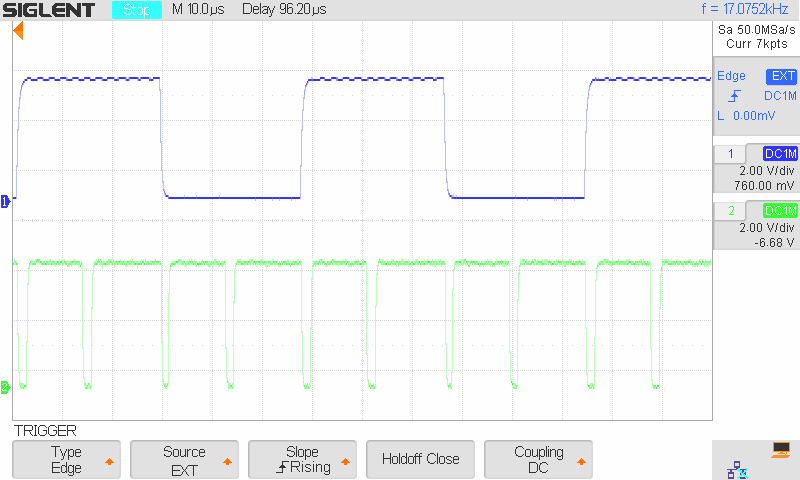 SIGLENT Stop M 10.0µs Delay 96.20µs f = 17.0752kHz
Sa 50.0MSa/s
Curr 7kpts
Edge EXT
DC1M
L 0.00mV
1 DC1M
2.00 V/div
760.00 mV
2 DC1M
2.00 V/div
-6.68 V
1
2
TRIGGER
Type
Edge
Source
EXT
Slope
Rising
Holdoff Close
Coupling
DC